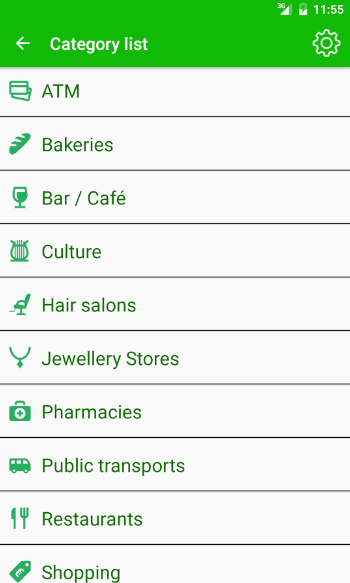 3G 11:55
Category list
ATM
Bakeries
Bar / Café
Culture
Hair salons
Jewellery Stores
Pharmacies
Public transports
Restaurants
Shopping